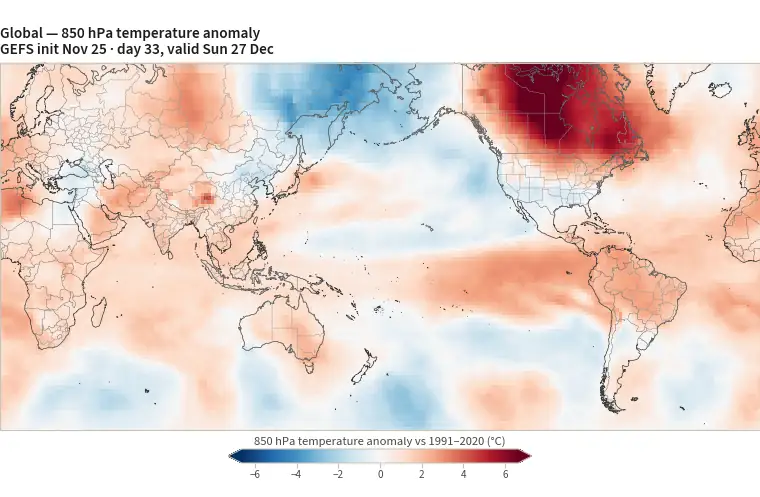 Global — 850 hPa temperature anomaly
GEFS init Nov 25 · day 33, valid Sun 27 Dec
850 hPa temperature anomaly vs 1991–2020 (°C)
−6 −4 −2 0 2 4 6